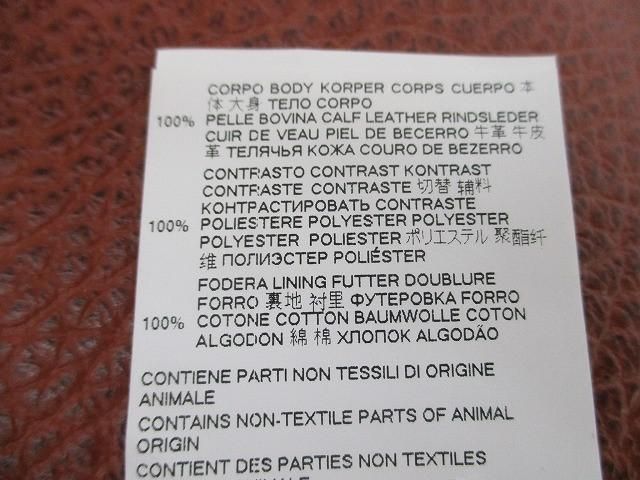 CORPO BODY KORPER CORPS CUERPO 本
体 大身 ТЕЛО CORPO
100% PELLE BOVINA CALF LEATHER RINDSLEDER
CUIR DE VEAU PIEL DE BECERRO 牛革 牛皮
革 ТЕЛЯЧЬЯ КОЖА COURO DE BEZERRO
CONTRASTO CONTRAST KONTRAST
CONTRASTE CONTRASTE 切替 辅料
КОНТРАСТИРОВАТЬ CONTRASTE
100% POLIESTERE POLYESTER POLYESTER
POLYESTER POLIESTER ポリエステル 聚酯纤
维 ПОЛИЭСТЕР POLIÉSTER
FODERA LINING FUTTER DOUBLURE
FORRO 裏地 衬里 ФУТЕРОВКА FORRO
100% COTONE COTTON BAUMWOLLE COTON
ALGODON 綿 棉 ХЛОПОК ALGODÃO
CONTIENE PARTI NON TESSILI DI ORIGINE
ANIMALE
CONTAINS NON-TEXTILE PARTS OF ANIMAL
ORIGIN
CONTIENT DES PARTIES NON TEXTILES